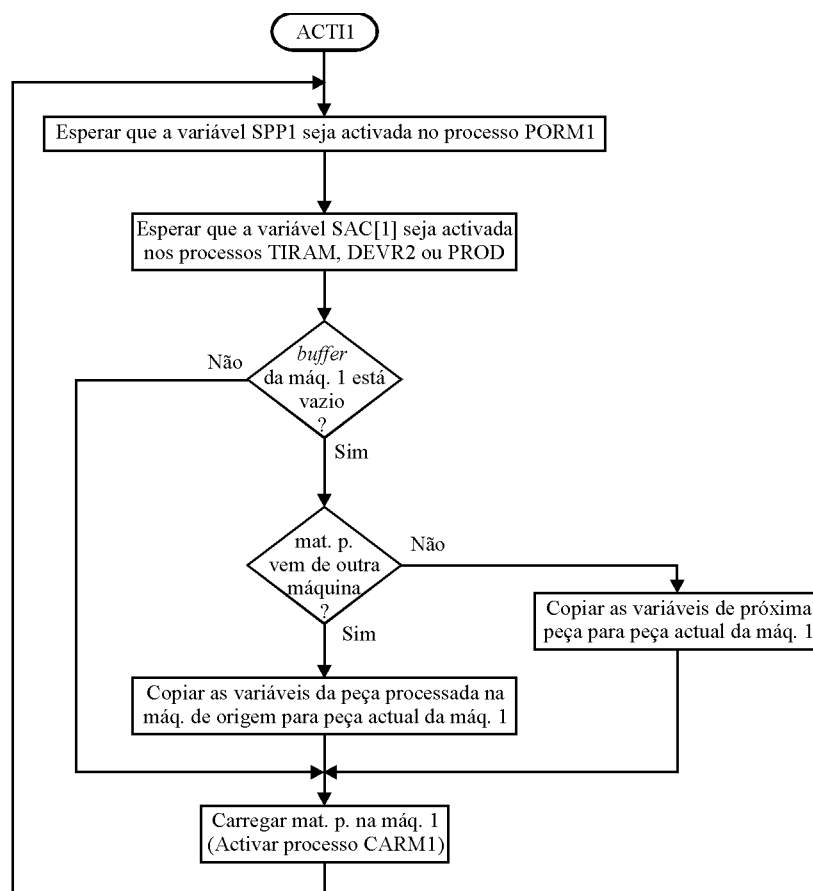 ACTI1
Esperar que a variável SPP1 seja activada no processo PORM1
Esperar que a variável SAC[1] seja activada
nos processos TIRAM, DEVR2 ou PROD
Não
buffer
da máq. 1 está
vazio
?
Sim
mat. p.
vem de outra
máquina
?
Não
Sim
Copiar as variáveis de próxima
peça para peça actual da máq. 1
Copiar as variáveis da peça processada na
máq. de origem para peça actual da máq. 1
Carregar mat. p. na máq. 1
(Activar processo CARM1)